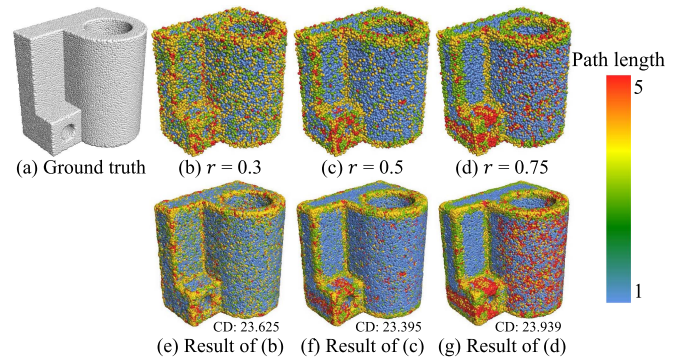 Path length
5
1
(a) Ground truth
(b) r = 0.3
(c) r = 0.5
(d) r = 0.75
CD: 23.625
CD: 23.395
CD: 23.939
(e) Result of (b)
(f) Result of (c)
(g) Result of (d)